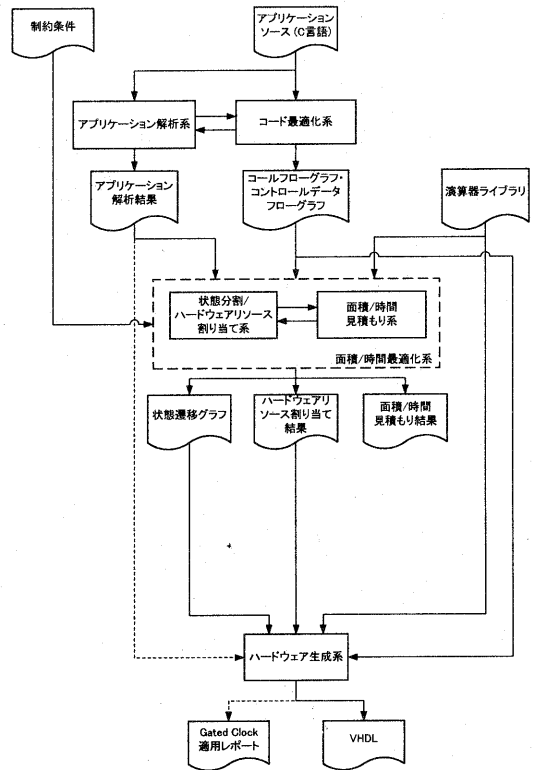 制約条件
アプリケーション
ソース(C言語)
アプリケーション解析系
コード最適化系
アプリケーション
解析結果
コールフローグラフ・
コントロールデータ
フローグラフ
演算器ライブラリ
状態分割/
ハードウェアリソース
割り当て系
面積/時間
見積もり系
面積/時間最適化系
状態遷移グラフ
ハードウェアリ
ソース割り当て
結果
面積/時間
見積もり結果
ハードウェア生成系
Gated Clock
適用レポート
VHDL